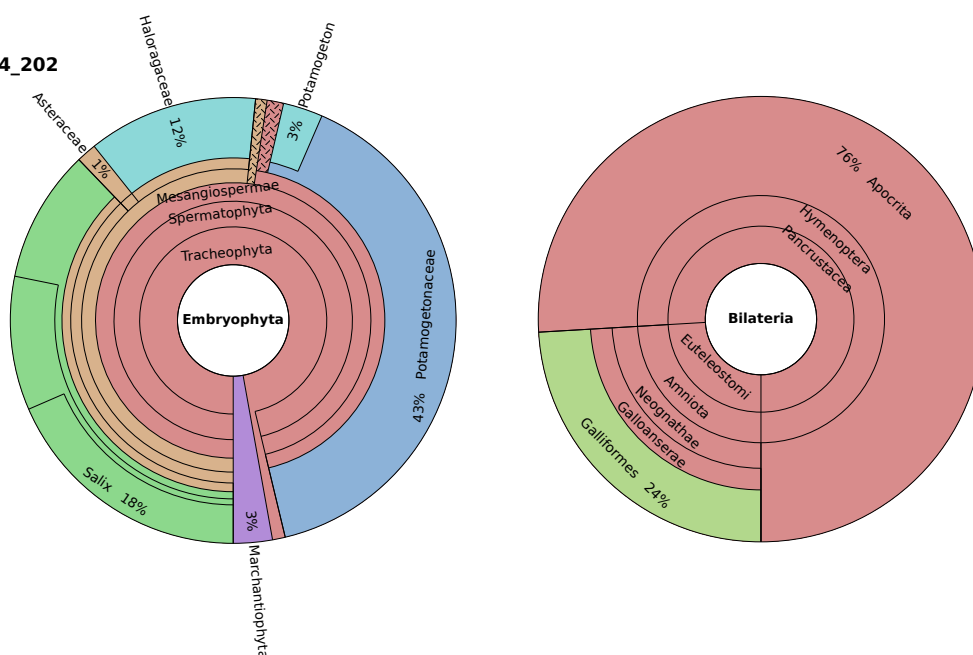 4_202
Haloragaceae
12%
Asteraceae
1%
Potamogeton
3%
Mesangiospermae
Spermatophyta
Tracheophyta
Embryophyta
43% Potamogetonaceae
Salix 18%
3%
Marchantiophyta
76% Apocrita
Hymenoptera
Pancrustacea
Bilateria
Euteleostomi
Amniota
Neognathae
Galloanserae
Galliformes 24%